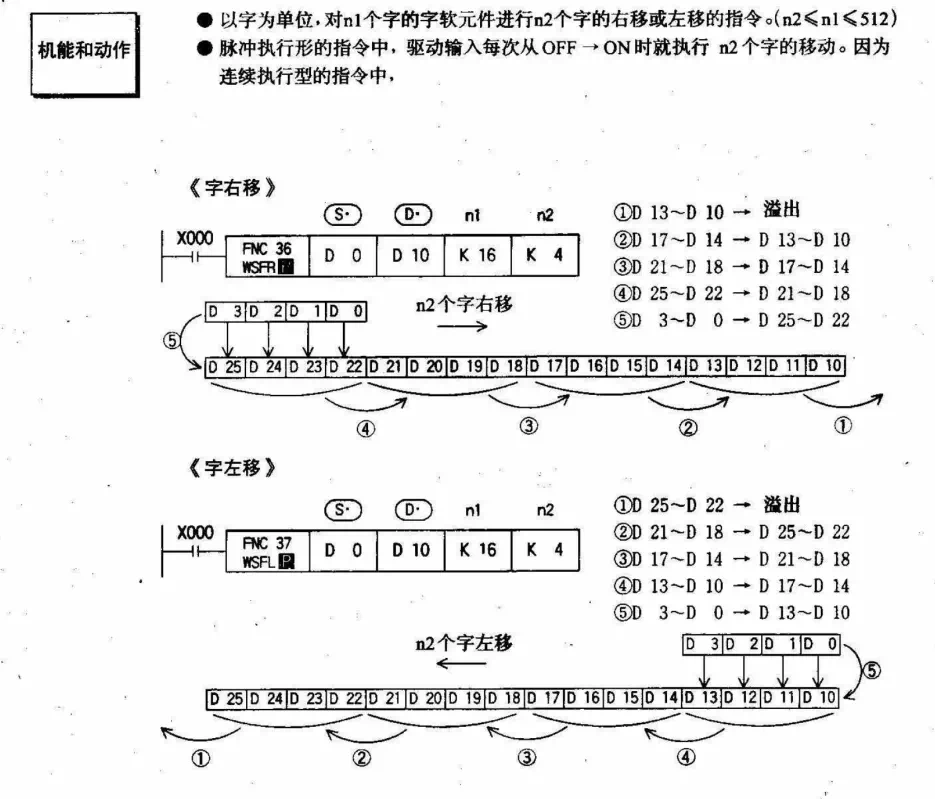 机能和动作
● 以字为单位，对n1个字的字软元件进行n2个字的右移或左移的指令。(n2≤n1≤512)
● 脉冲执行形的指令中，驱动输入每次从OFF→ON时就执行 n2个字的移动。因为
连续执行型的指令中，
《字右移》
S· D· n1 n2
X000
FNC 36
WSFR P
D 0 D 10 K 16 K 4
①D 13～D 10 → 溢出
②D 17～D 14 → D 13～D 10
③D 21～D 18 → D 17～D 14
④D 25～D 22 → D 21～D 18
⑤D 3～D 0 → D 25～D 22
n2个字右移
→
D 3 D 2 D 1 D 0
⑤
D 25 D 24 D 23 D 22 D 21 D 20 D 19 D 18 D 17 D 16 D 15 D 14 D 13 D 12 D 11 D 10
④ ③ ② ①
《字左移》
S· D· n1 n2
X000
FNC 37
WSFL P
D 0 D 10 K 16 K 4
①D 25～D 22 → 溢出
②D 21～D 18 → D 25～D 22
③D 17～D 14 → D 21～D 18
④D 13～D 10 → D 17～D 14
⑤D 3～D 0 → D 13～D 10
n2个字左移
←
D 3 D 2 D 1 D 0
⑤
D 25 D 24 D 23 D 22 D 21 D 20 D 19 D 18 D 17 D 16 D 15 D 14 D 13 D 12 D 11 D 10
① ② ③ ④